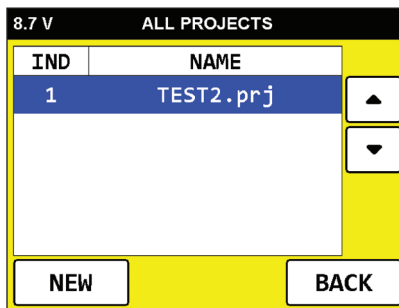 8.7 V ALL PROJECTS
IND NAME
1 TEST2.prj
NEW BACK